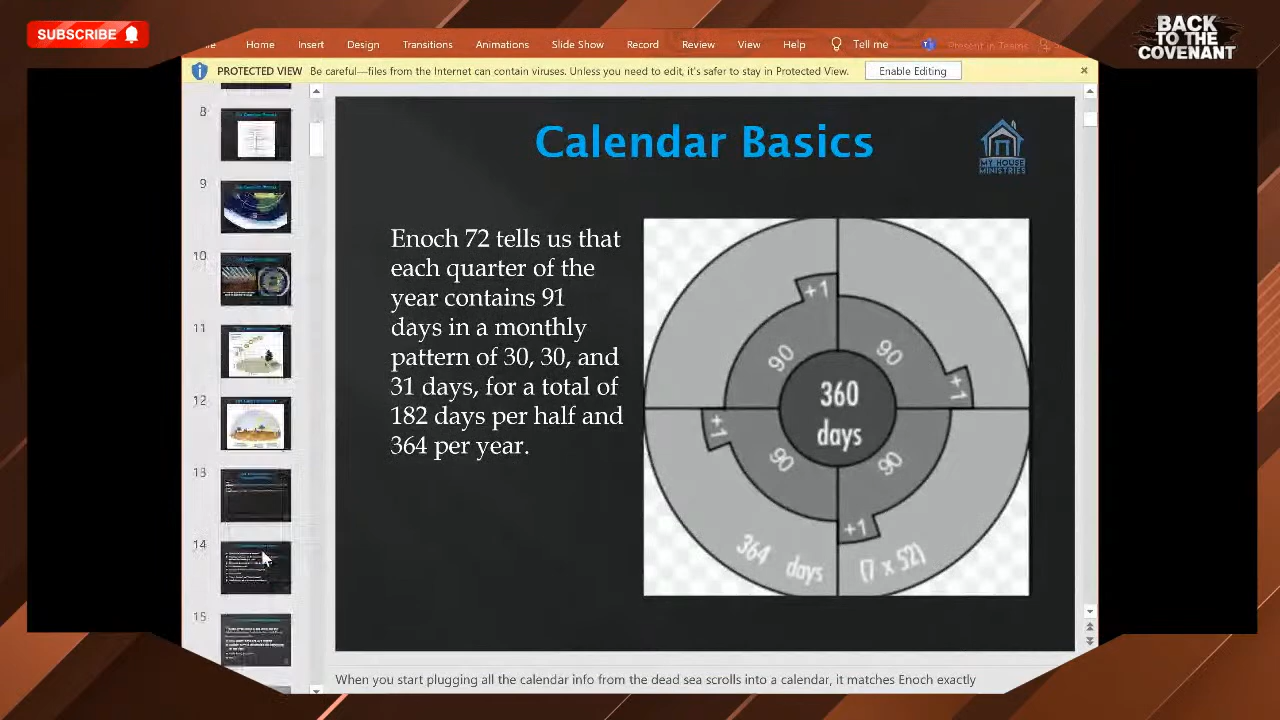 SUBSCRIBE
BACK
TO THE
COVENANT
Home Insert Design Transitions Animations Slide Show Record Review View Help Tell me Present in Teams
PROTECTED VIEW Be careful—files from the Internet can contain viruses. Unless you need to edit, it's safer to stay in Protected View. Enable Editing
8
9
10
11
12
13
14
15
Calendar Basics
MY HOUSE
MINISTRIES
Enoch 72 tells us that
each quarter of the
year contains 91
days in a monthly
pattern of 30, 30, and
31 days, for a total of
182 days per half and
364 per year.
+1
90
90
+1
360
days
+1
90
90
+1
364 days (7 x 52)
When you start plugging all the calendar info from the dead sea scrolls into a calendar, it matches Enoch exactly